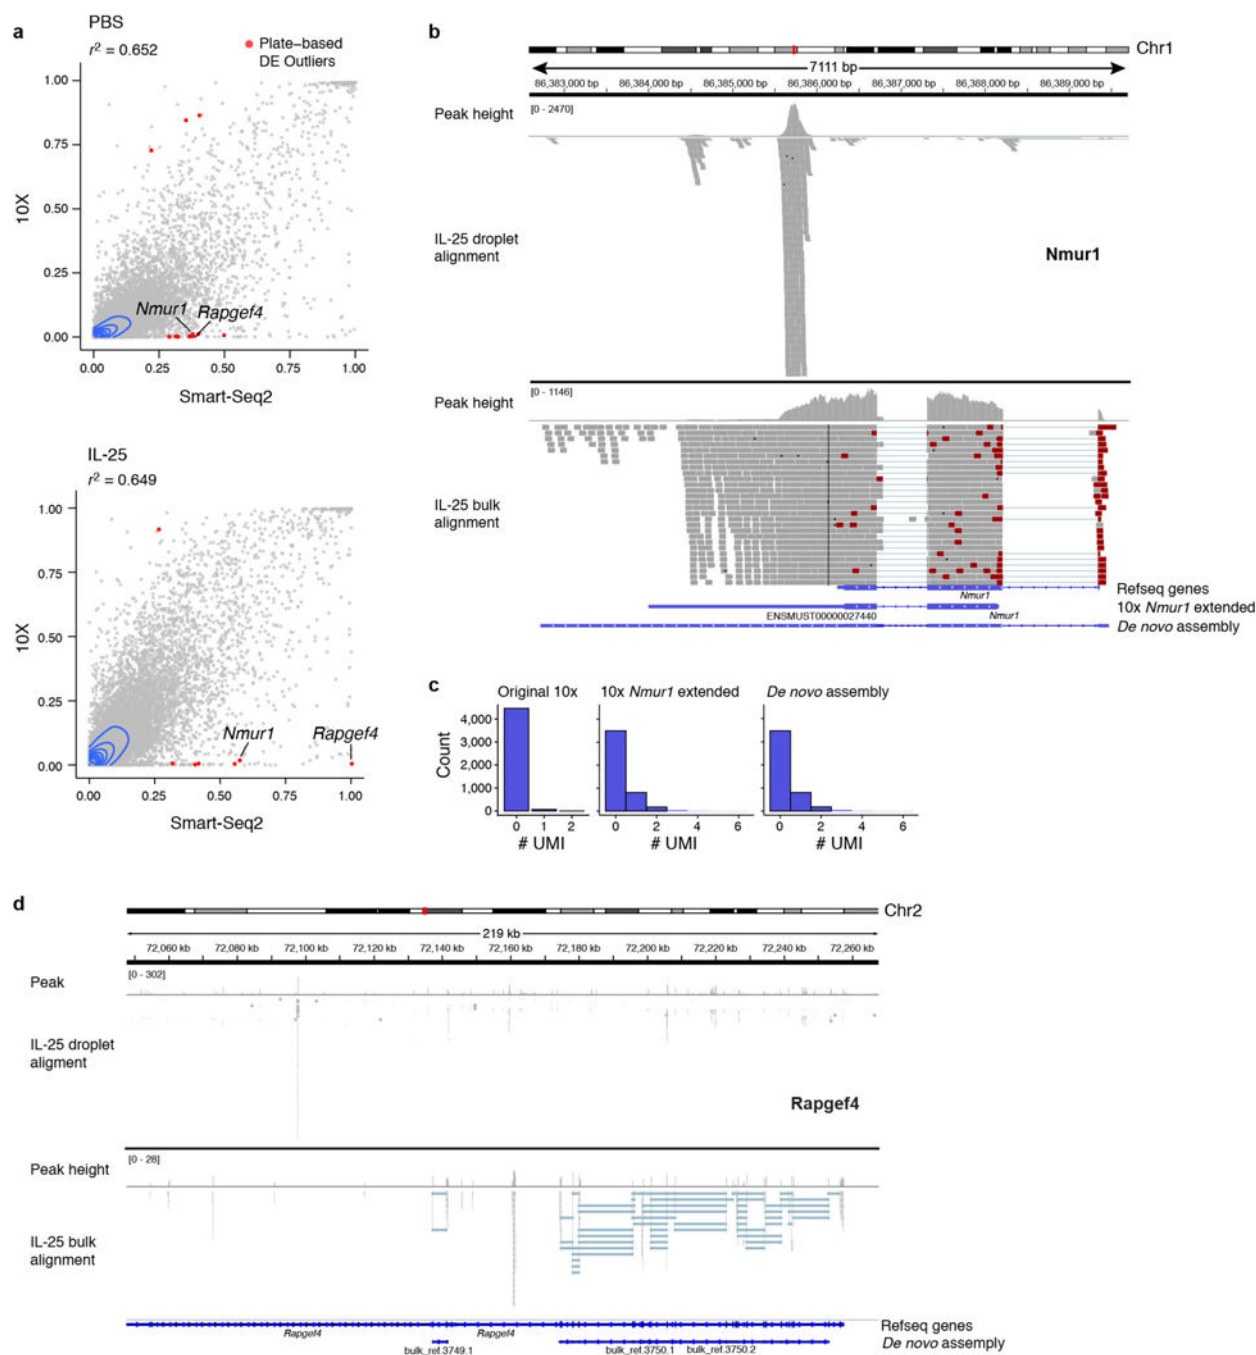 a
PBS
r² = 0.652
Plate–based
DE Outliers
1.00
0.75
0.50
0.25
0.00
10X
Nmur1
Rapgef4
0.00 0.25 0.50 0.75 1.00
Smart-Seq2
IL-25
r² = 0.649
1.00
0.75
0.50
0.25
0.00
10X
Nmur1
Rapgef4
0.00 0.25 0.50 0.75 1.00
Smart-Seq2
b
Chr1
7111 bp
86,383,000 bp 86,384,000 bp 86,385,000 bp 86,386,000 bp 86,387,000 bp 86,388,000 bp 86,389,000 bp
Peak height
[0 - 2470]
IL-25 droplet
alignment
Nmur1
Peak height
[0 - 1146]
IL-25 bulk
alignment
Refseq genes
Nmur1
10x Nmur1 extended
ENSMUST00000027440
Nmur1
De novo assembly
c
Original 10x
10x Nmur1 extended
De novo assembly
Count
4,000
3,000
2,000
1,000
0
0 1 2
0 2 4 6
0 2 4 6
# UMI
# UMI
# UMI
d
Chr2
219 kb
72,060 kb 72,080 kb 72,100 kb 72,120 kb 72,140 kb 72,160 kb 72,180 kb 72,200 kb 72,220 kb 72,240 kb 72,260 kb
Peak
[0 - 302]
IL-25 droplet
aligment
Rapgef4
Peak height
[0 - 28]
IL-25 bulk
alignment
Refseq genes
Rapgef4 Rapgef4
De novo assemply
bulk_ref.3749.1 bulk_ref.3750.1 bulk_ref.3750.2